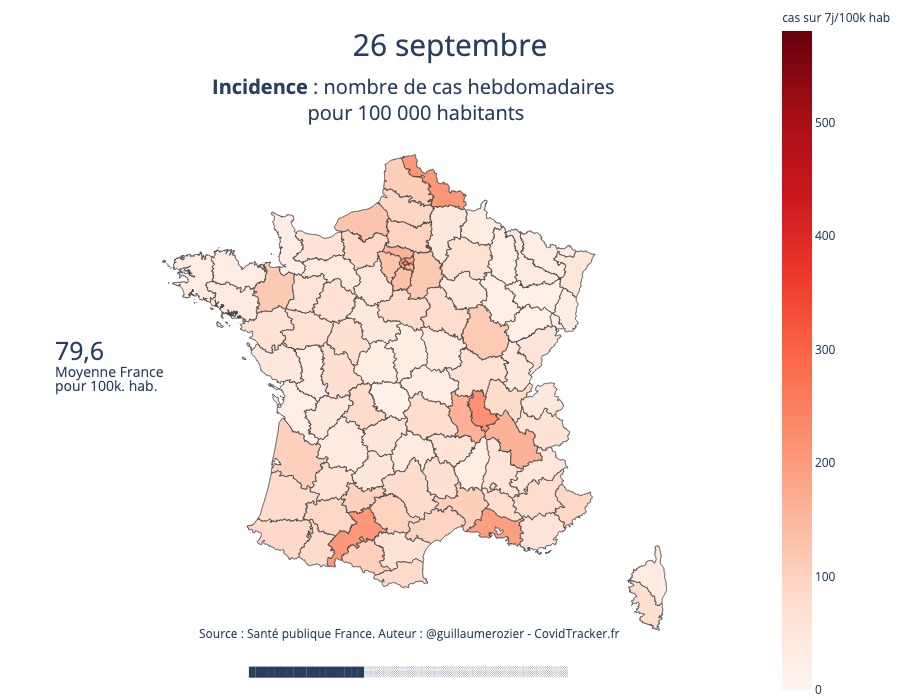 cas sur 7j/100k hab
26 septembre
Incidence : nombre de cas hebdomadaires
pour 100 000 habitants
500
400
300
200
100
0
79,6
Moyenne France
pour 100k. hab.
Source : Santé publique France. Auteur : @guillaumerozier - CovidTracker.fr